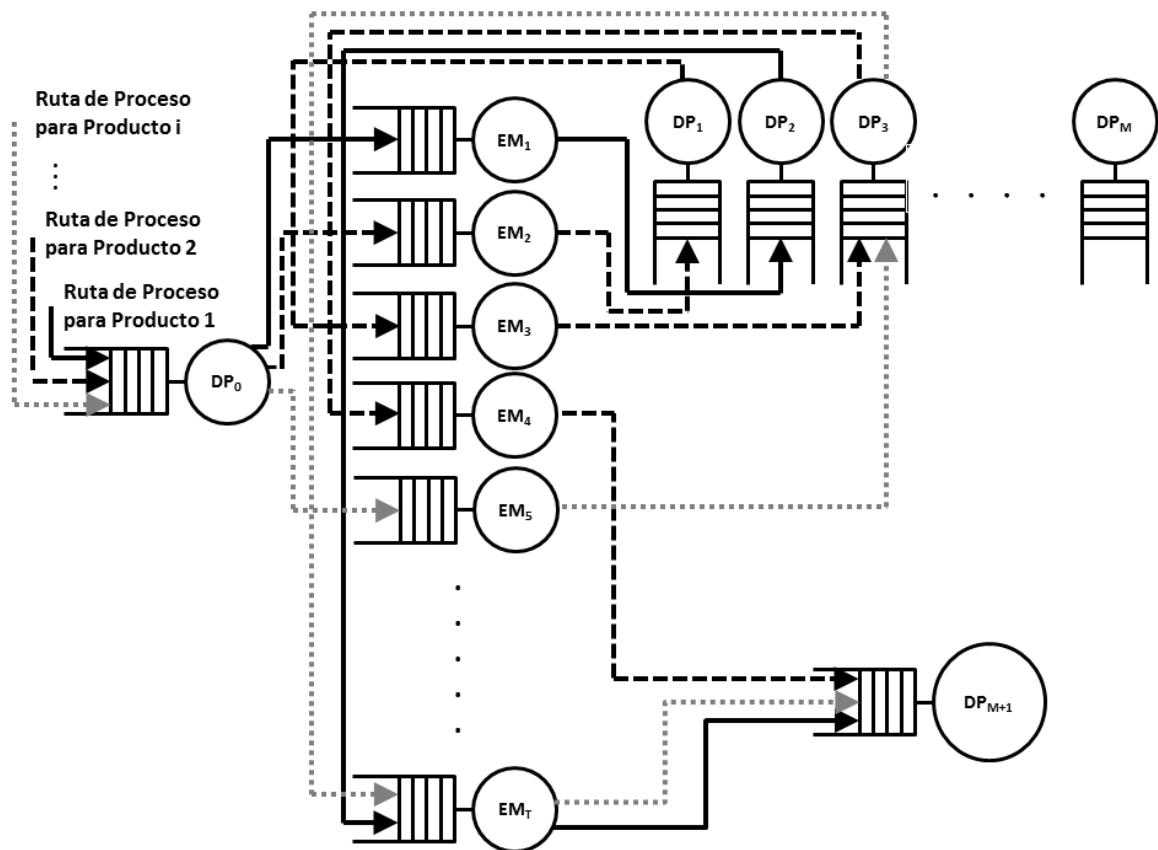 Ruta de Proceso
para Producto i
Ruta de Proceso
para Producto 2
Ruta de Proceso
para Producto 1
DP0
EM1
EM2
EM3
EM4
EM5
EMT
DP1
DP2
DP3
DPM
DPM+1